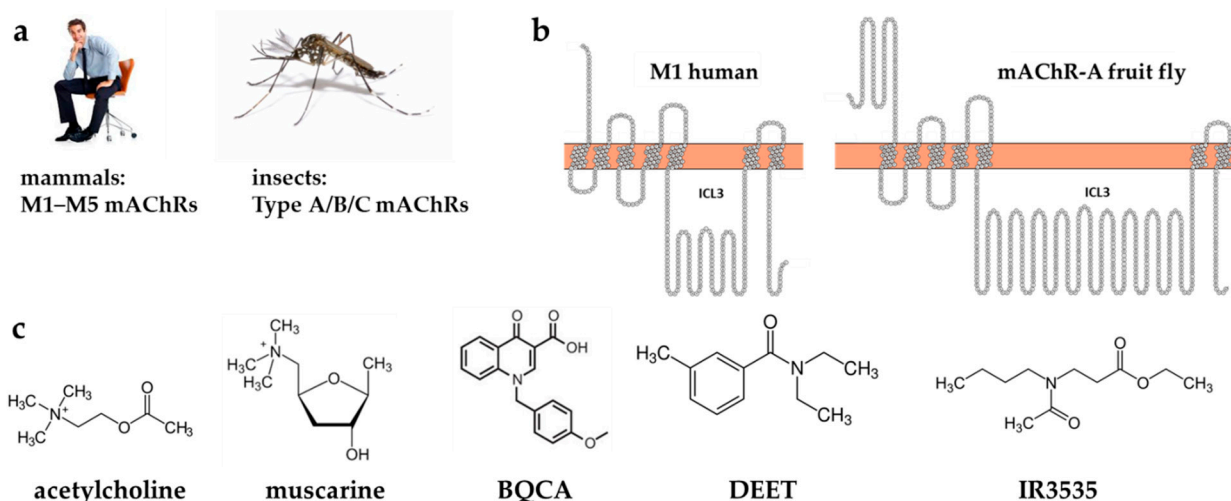 a
mammals:
M1–M5 mAChRs
insects:
Type A/B/C mAChRs
b
M1 human
mAChR-A fruit fly
ICL3
ICL3
c
CH3
H3C
N+
H3C
O
O
CH3
acetylcholine
CH3
H3C
N+
H3C
CH3
O
OH
muscarine
O
O
OH
N
O
BQCA
O
H3C
N
CH3
CH3
DEET
O
H3C
N
O
CH3
H3C
O
IR3535